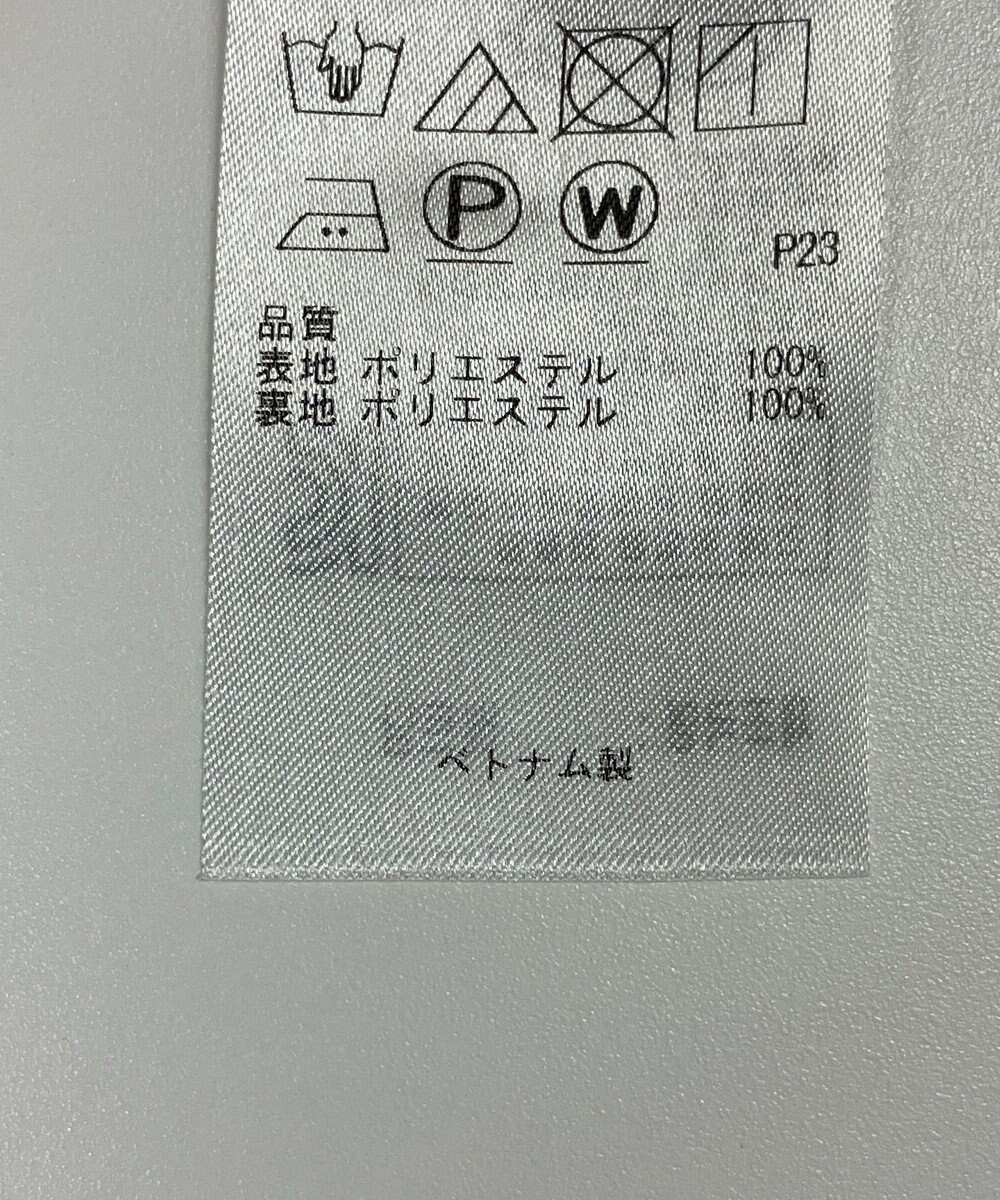 P W
P23
品質
表地 ポリエステル 100%
裏地 ポリエステル 100%
ベトナム製